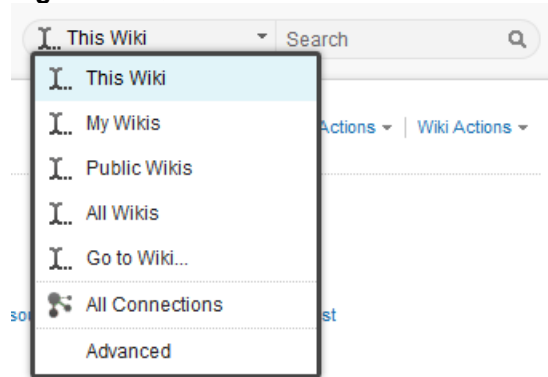 This Wiki Search
This Wiki
My Wikis
Actions | Wiki Actions
Public Wikis
All Wikis
Go to Wiki...
All Connections
st
Advanced